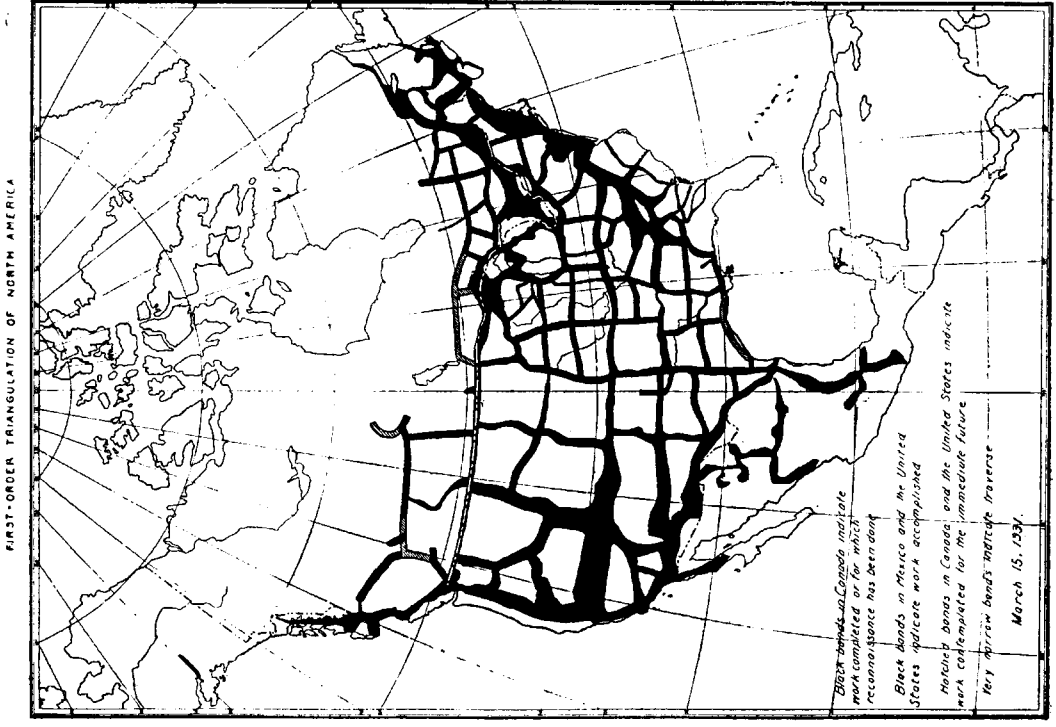 FIRST-ORDER TRIANGULATION OF NORTH AMERICA
Black bands in Canada indicate
work completed or for which
reconnaissance has been done
Black bands in Mexico and the United
States indicate work accomplished
Hatched bands in Canada and the United States indicate
work contemplated for the immediate future
Very narrow bands indicate traverse
March 15, 1931.